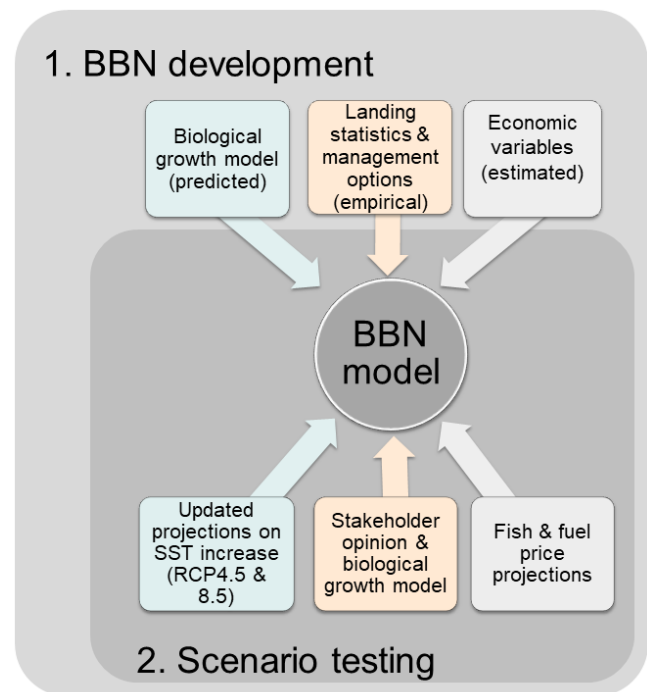 1. BBN development
Biological
growth model
(predicted)
Landing
statistics &
management
options
(empirical)
Economic
variables
(estimated)
BBN
model
Updated
projections on
SST increase
(RCP4.5 &
8.5)
Stakeholder
opinion &
biological
growth model
Fish & fuel
price
projections
2. Scenario testing